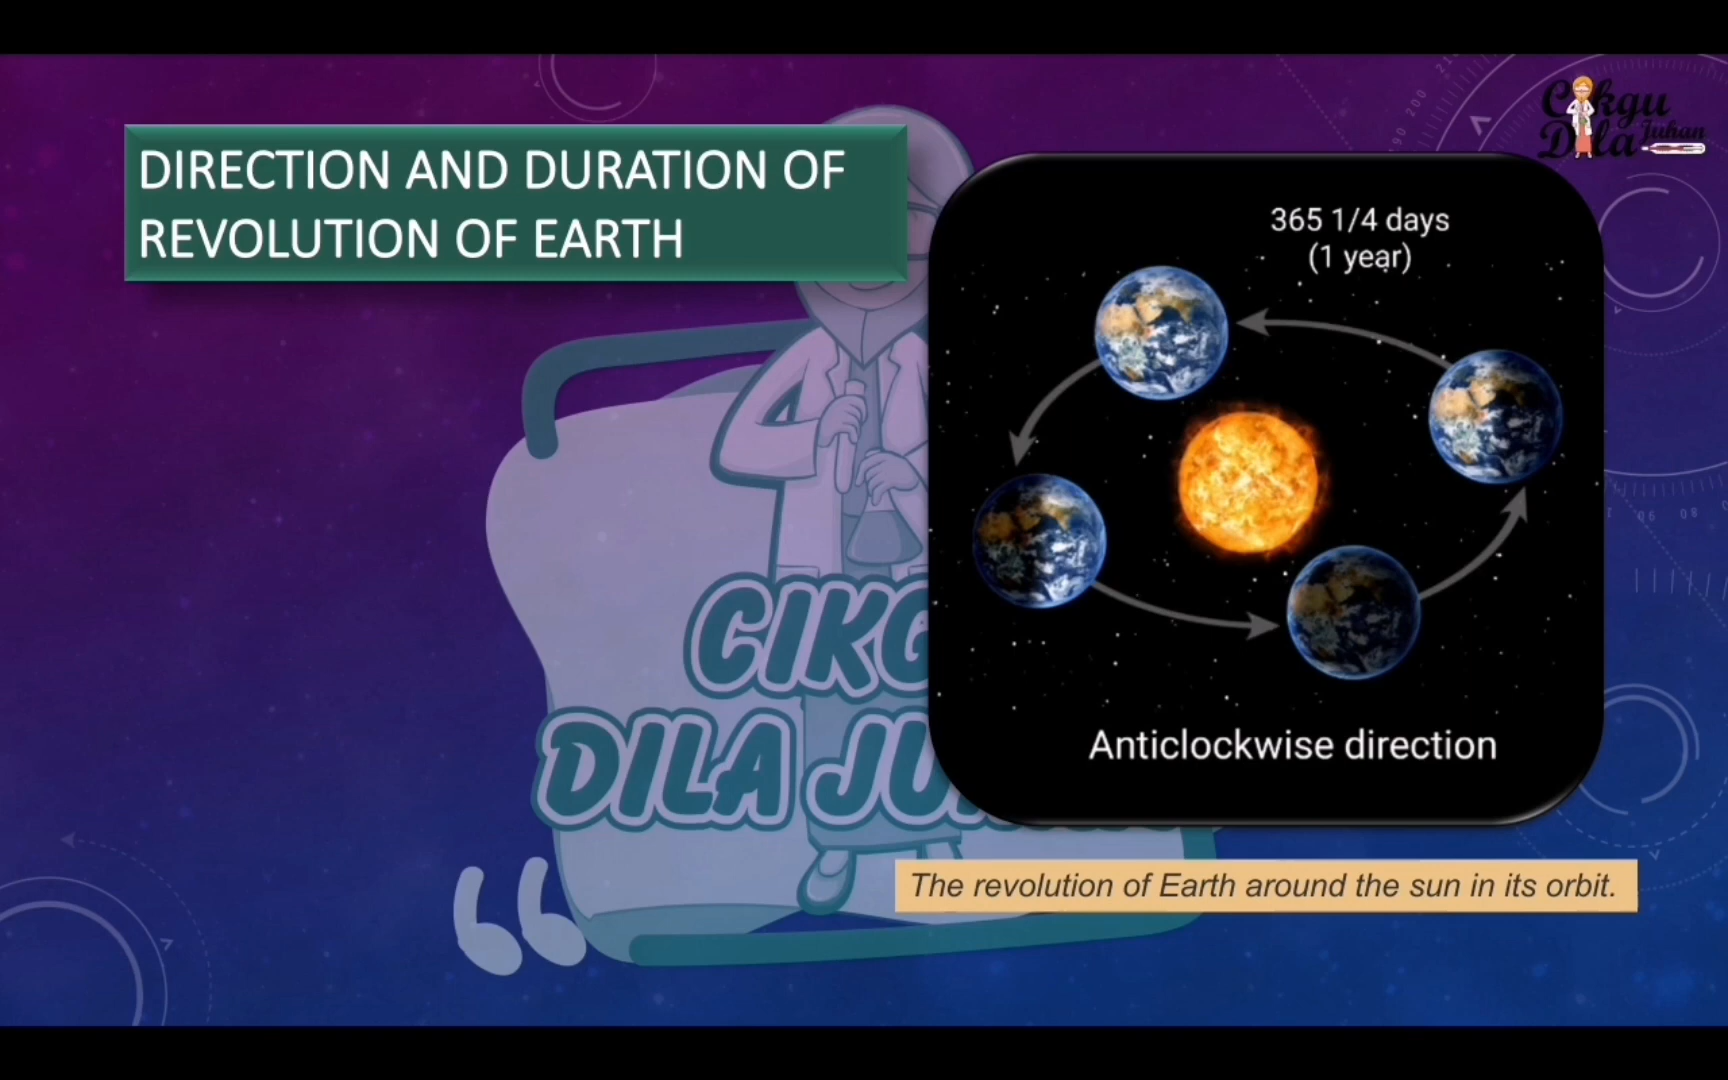 DIRECTION AND DURATION OF
REVOLUTION OF EARTH
Cikgu
Dila Juhan
365 1/4 days
(1 year)
Anticlockwise direction
The revolution of Earth around the sun in its orbit.
DILA